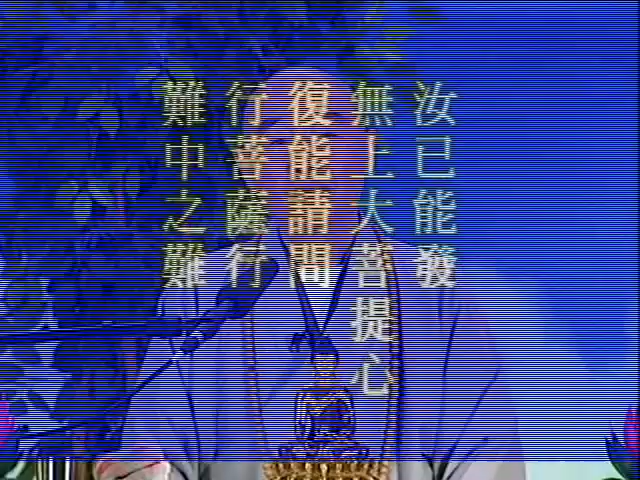 汝已能發
無上大菩提心
復能請問
行菩薩行
難中之難